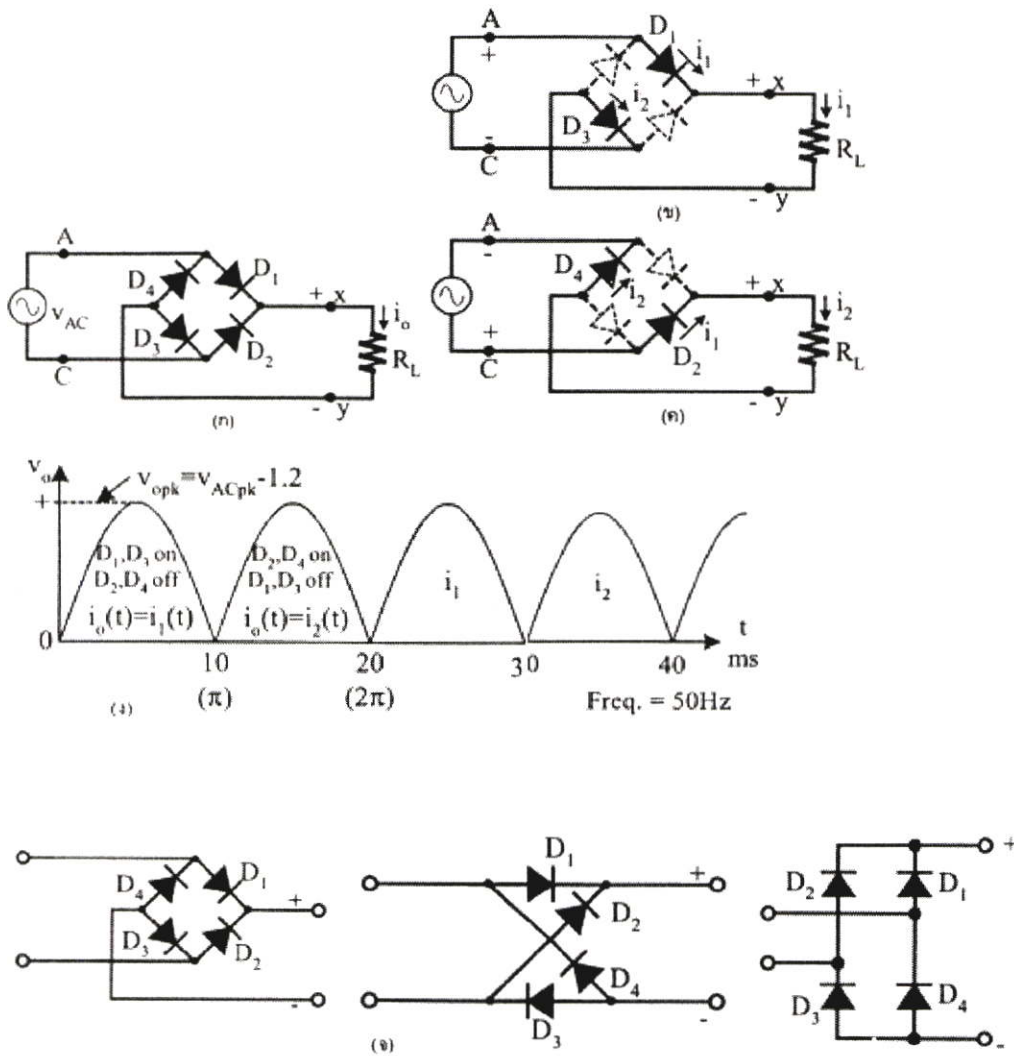 A
+
D1
i1
i2
D3
-
C
+ x
i1
RL
- y
(ข)
A
vAC
C
D4
D1
D3
D2
+ x
io
RL
- y
(ก)
A
-
D4
i2
+
C
D2
i1
+ x
i2
RL
- y
(ค)
vo
+
vopk=vACpk-1.2
D1,D3 on
D2,D4 off
io(t)=i1(t)
D2,D4 on
D1,D3 off
io(t)=i2(t)
i1
i2
0
10
20
30
40
t
ms
(π)
(2π)
Freq. = 50Hz
(ง)
D4
D1
D3
D2
+
-
D1
D2
D4
D3
+
-
(จ)
D2
D1
D3
D4
+
-